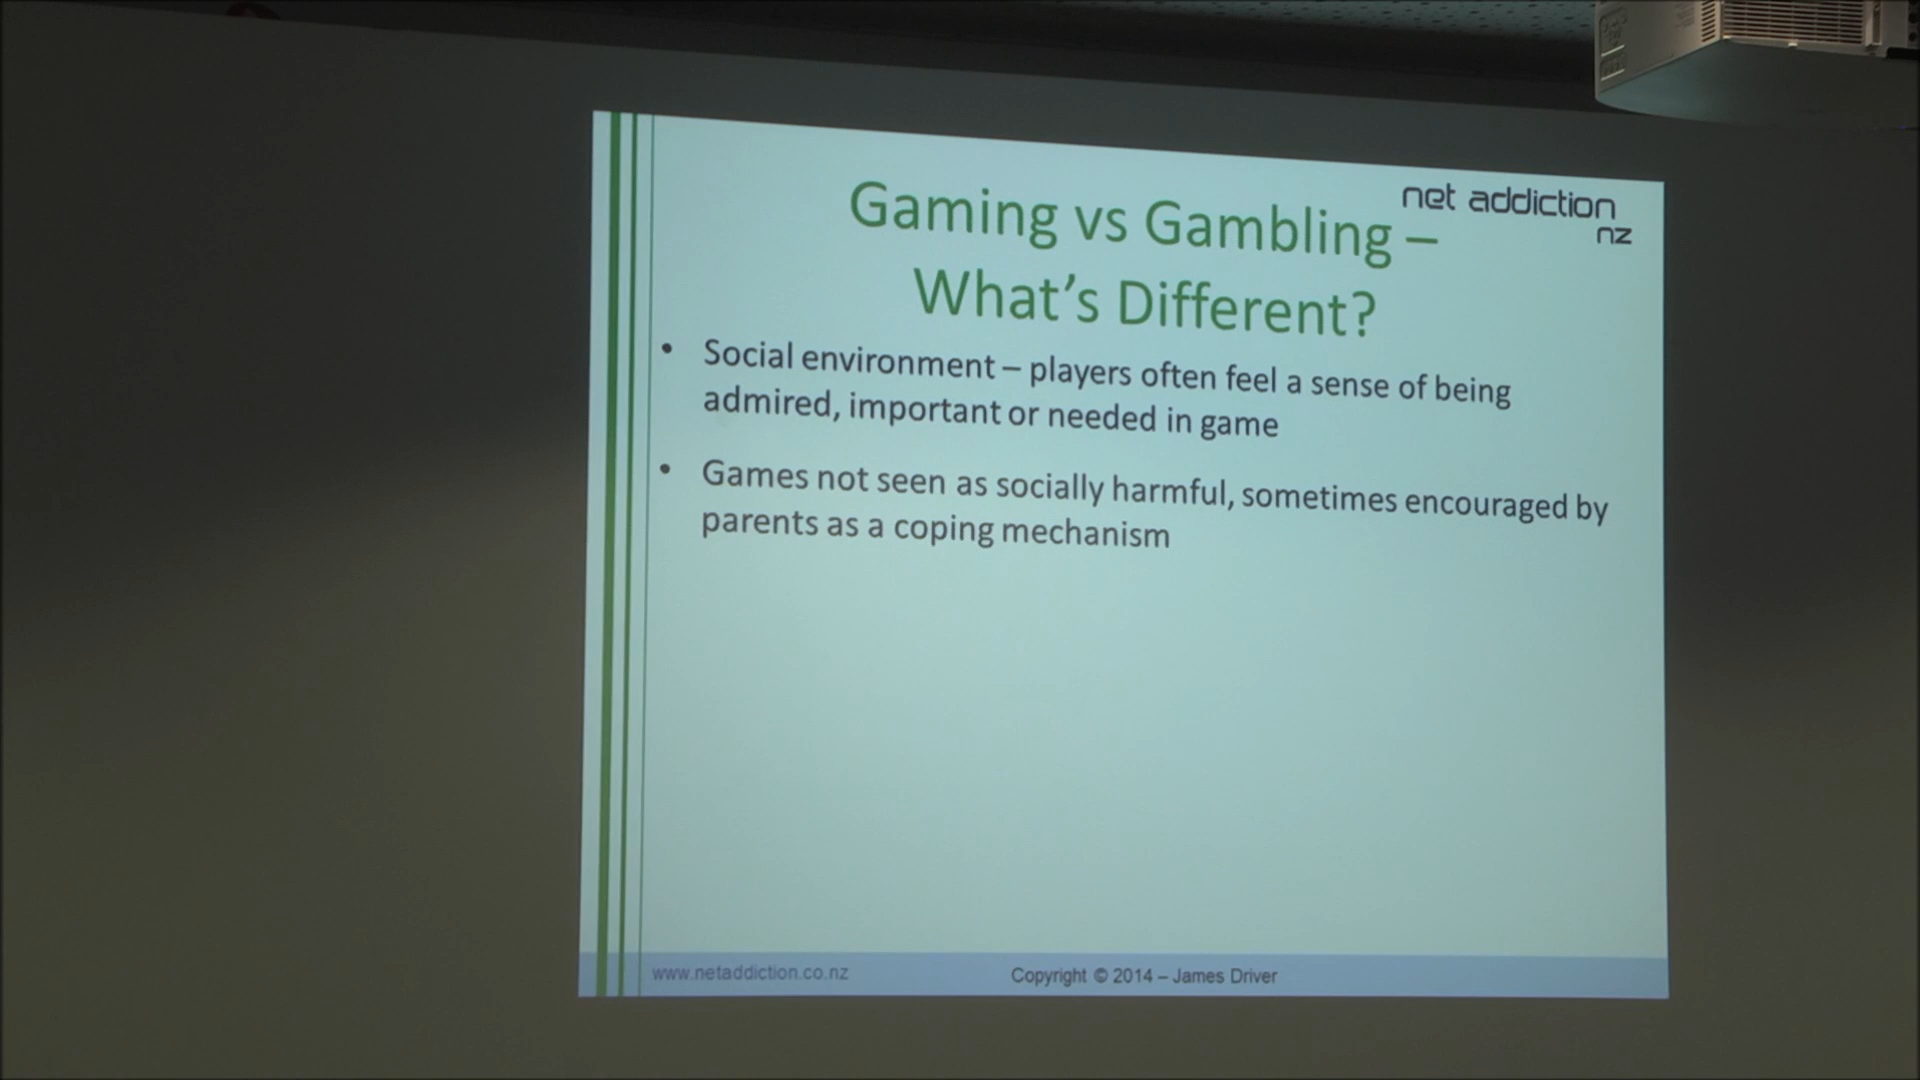 net addiction
nz
Gaming vs Gambling –
What's Different?
• Social environment – players often feel a sense of being
admired, important or needed in game
• Games not seen as socially harmful, sometimes encouraged by
parents as a coping mechanism
www.netaddiction.co.nz
Copyright © 2014 – James Driver